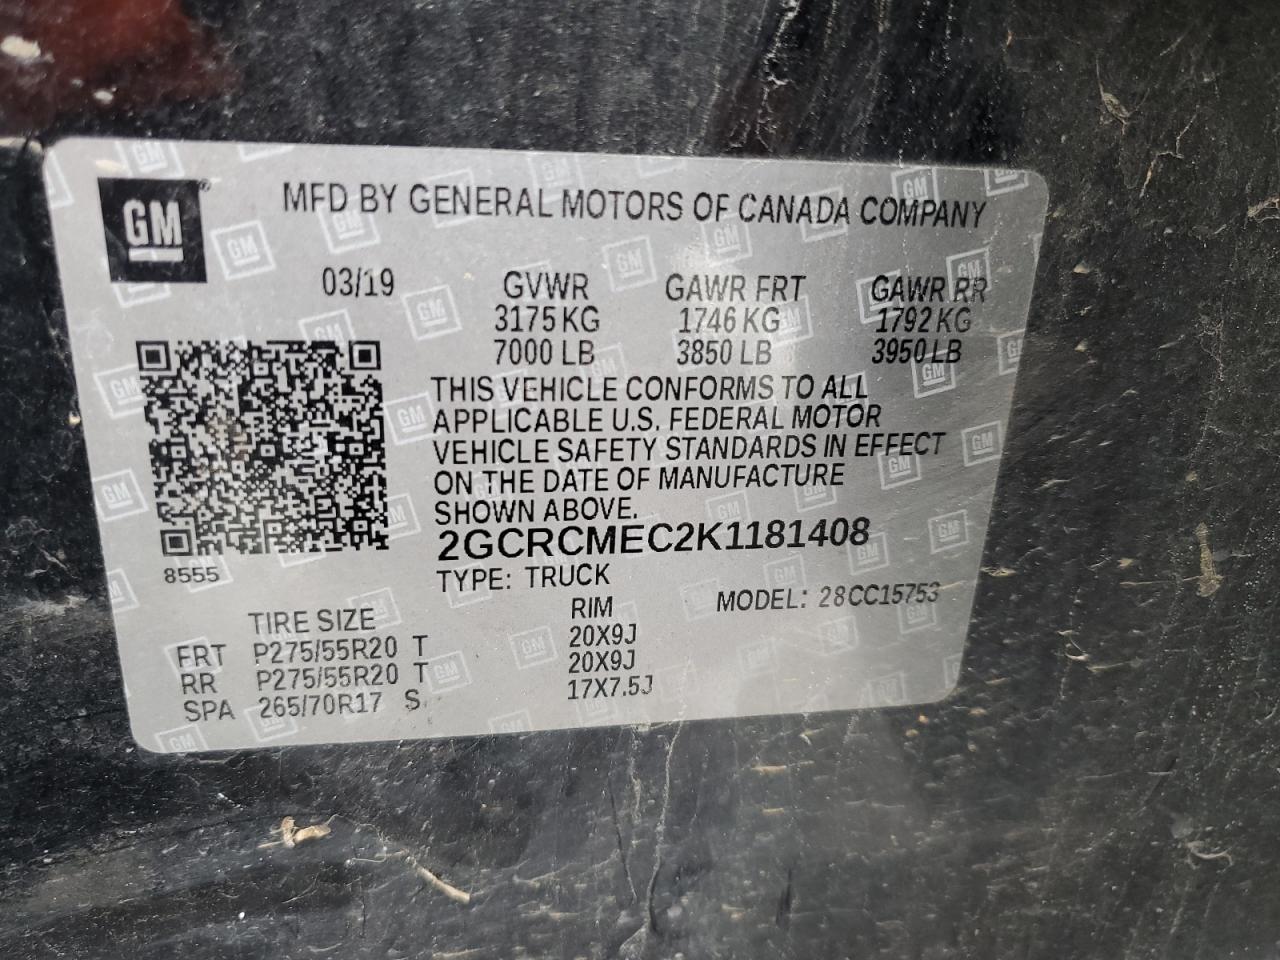 GM
MFD BY GENERAL MOTORS OF CANADA COMPANY
03/19 GVWR GAWR FRT GAWR RR
3175 KG 1746 KG 1792 KG
7000 LB 3850 LB 3950 LB
THIS VEHICLE CONFORMS TO ALL
APPLICABLE U.S. FEDERAL MOTOR
VEHICLE SAFETY STANDARDS IN EFFECT
ON THE DATE OF MANUFACTURE
SHOWN ABOVE.
2GCRCMEC2K1181408
8555
TYPE: TRUCK
MODEL: 28CC15753
TIRE SIZE RIM
FRT P275/55R20 T 20X9J
RR P275/55R20 T 20X9J
SPA 265/70R17 S 17X7.5J